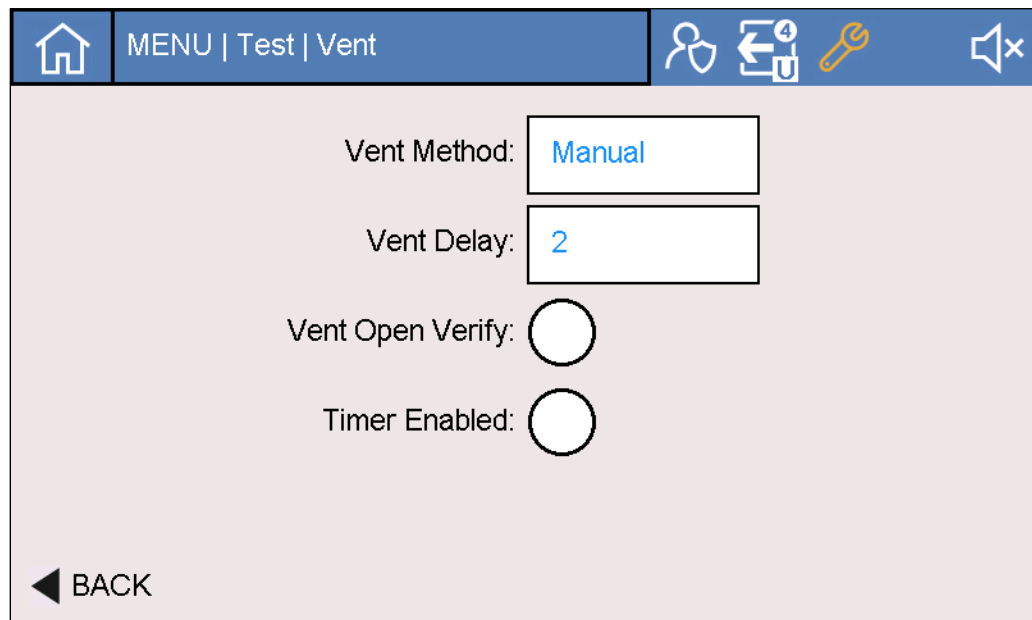 MENU | Test | Vent
4
U
Vent Method: Manual
Vent Delay: 2
Vent Open Verify:
Timer Enabled:
BACK